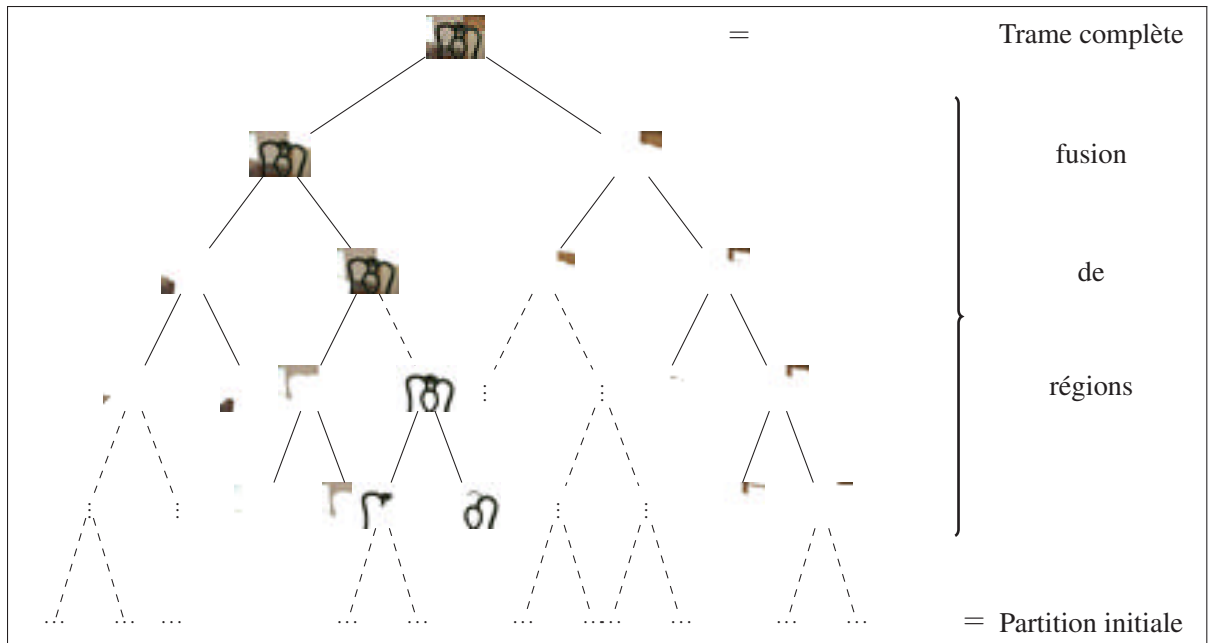 = Trame complète
fusion
de
régions
⋮ ⋮
⋮ ⋮ ⋮ ⋮
... ... ... ... ... ... ...... ... ... ... = Partition initiale